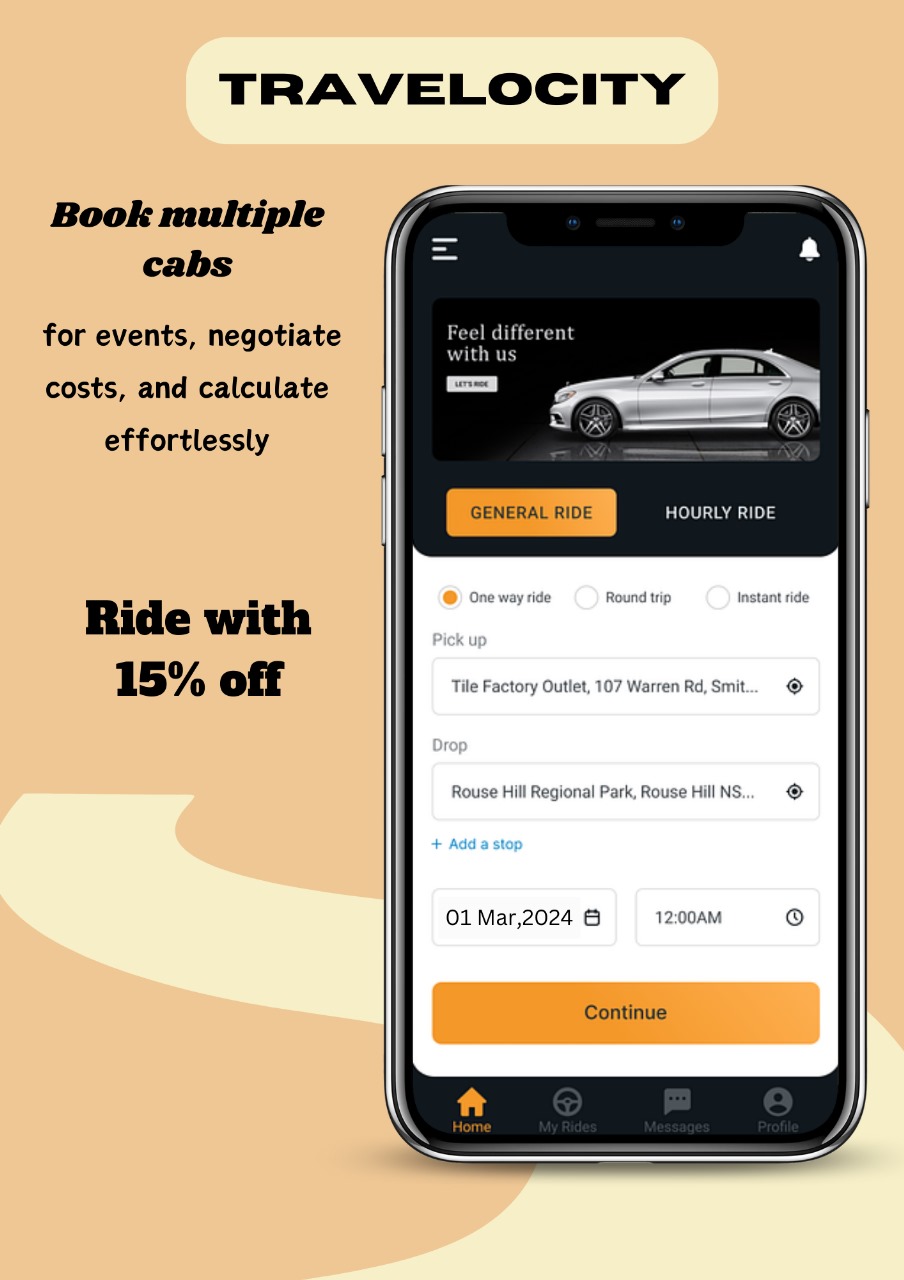 TRAVELOCITY
Book multiple
cabs
for events, negotiate
costs, and calculate
effortlessly
Ride with
15% off
Feel different
with us
LET'S RIDE
GENERAL RIDE
HOURLY RIDE
One way ride
Round trip
Instant ride
Pick up
Tile Factory Outlet, 107 Warren Rd, Smit...
Drop
Rouse Hill Regional Park, Rouse Hill NS...
+ Add a stop
01 Mar,2024
12:00AM
Continue
Home
My Rides
Messages
Profile